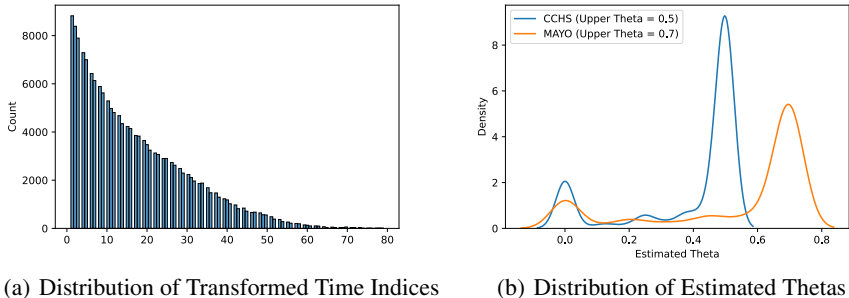 8000
6000
4000
2000
0
Count
0 10 20 30 40 50 60 70 80
CCHS (Upper Theta = 0.5)
MAYO (Upper Theta = 0.7)
8
6
4
2
0
Density
0.0 0.2 0.4 0.6 0.8
Estimated Theta
(a) Distribution of Transformed Time Indices
(b) Distribution of Estimated Thetas